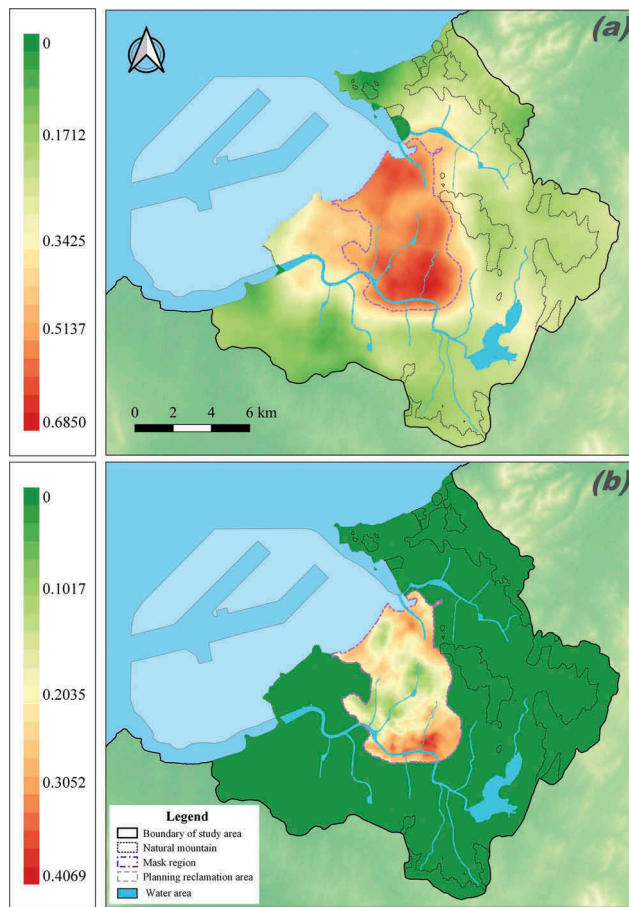 (a)
0
0.1712
0.3425
0.5137
0.6850
0 2 4 6 km
(b)
0
0.1017
0.2035
0.3052
0.4069
Legend
Boundary of study area
Natural mountain
Mask region
Planning reclamation area
Water area